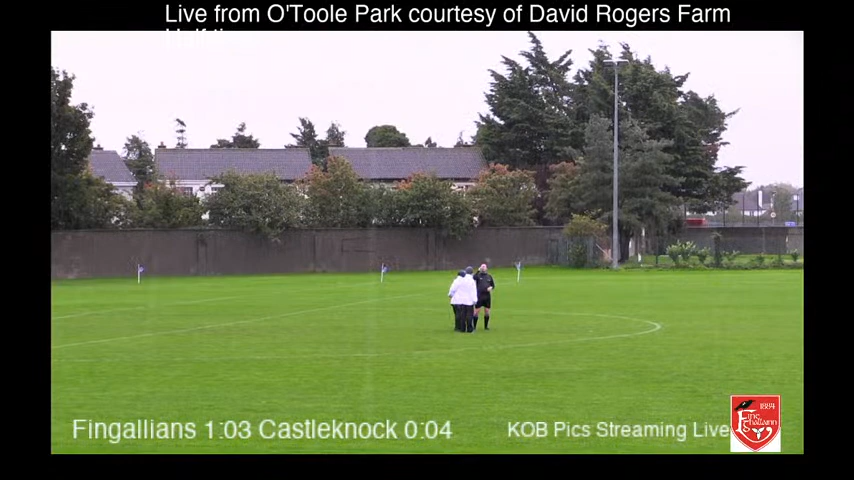 Live from O'Toole Park courtesy of David Rogers Farm
Fingallians 1:03 Castleknock 0:04
KOB Pics Streaming Live
1884